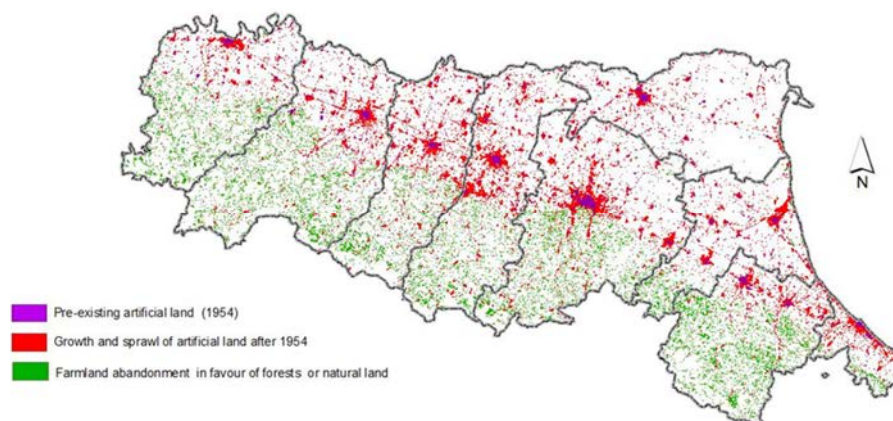 N
Pre-existing artificial land (1954)
Growth and sprawl of artificial land after 1954
Farmland abandonment in favour of forests or natural land